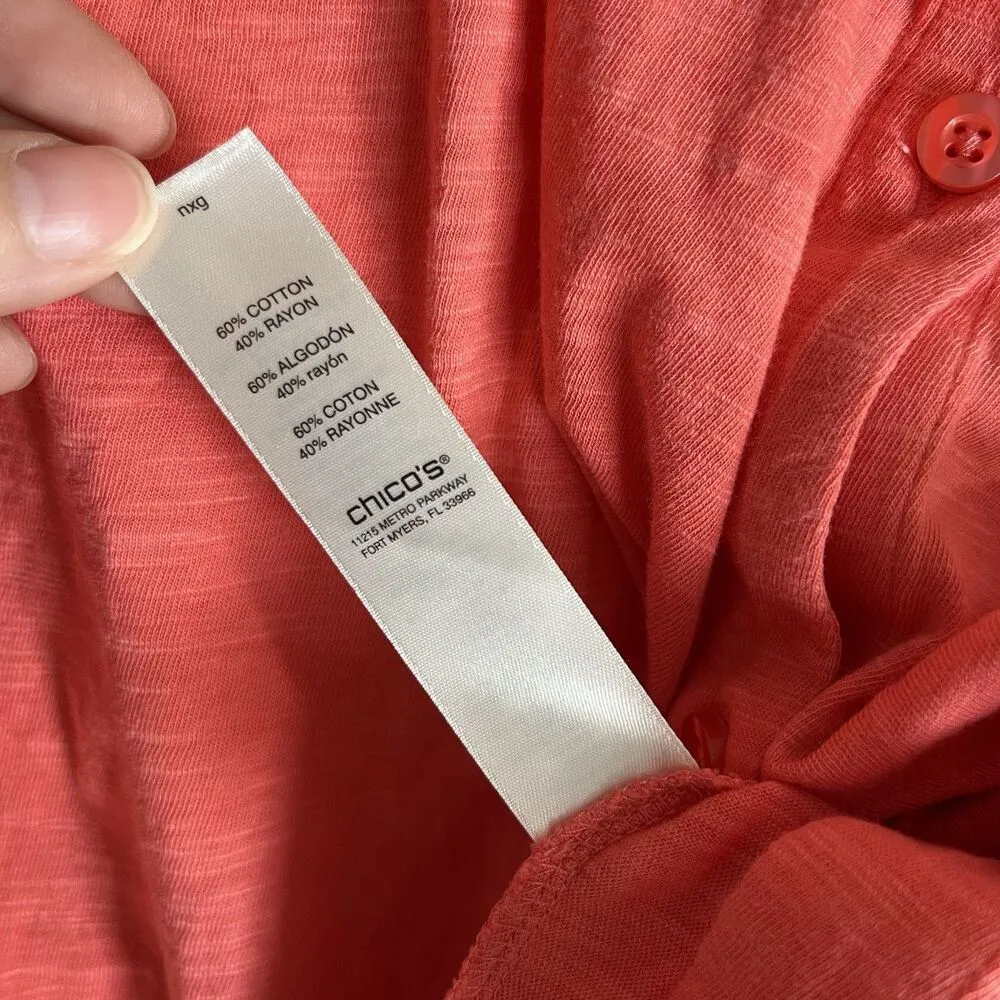 nxg
60% COTTON
40% RAYON
60% ALGODÓN
40% rayón
60% COTON
40% RAYONNE
chico's®
11215 METRO PARKWAY
FORT MYERS, FL 33966